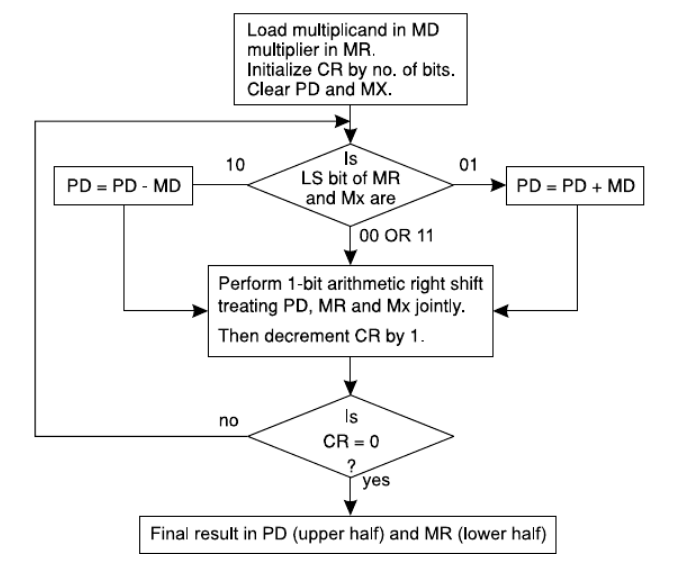 Load multiplicand in MD
multiplier in MR.
Initialize CR by no. of bits.
Clear PD and MX.
Is
LS bit of MR
and Mx are
10
01
PD = PD - MD
PD = PD + MD
00 OR 11
Perform 1-bit arithmetic right shift
treating PD, MR and Mx jointly.
Then decrement CR by 1.
no
Is
CR = 0
?
yes
Final result in PD (upper half) and MR (lower half)